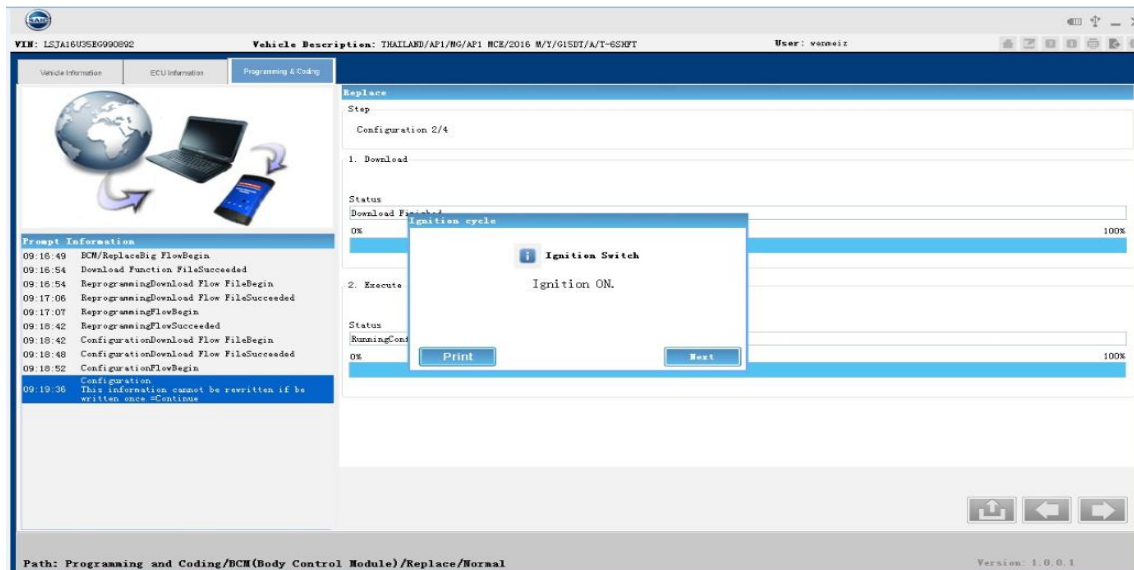 SAIC
VIN: LSJA16U35EG990892 Vehicle Description: THAILAND/AP1/MG/AP1 MCE/2016 M/Y/G15DT/A/T-6SHFT User: venmeiz
Vehicle Information ECU Information Programming & Coding
Replace
Step
Configuration 2/4
1. Download
Status
Download Finished
0% 100%
Ignition cycle
Ignition Switch
Ignition ON.
Print Next
2. Execute
Status
RunningConf
0% 100%
Prompt Information
09:16:49 BCM/ReplaceBig FlowBegin
09:16:54 Download Function FileSucceeded
09:16:54 ReprogrammingDownload Flow FileBegin
09:17:06 ReprogrammingDownload Flow FileSucceeded
09:17:07 ReprogrammingFlowBegin
09:18:42 ReprogrammingFlowSucceeded
09:18:42 ConfigurationDownload Flow FileBegin
09:18:48 ConfigurationDownload Flow FileSucceeded
09:18:52 ConfigurationFlowBegin
Configuration
09:19:36 This information cannot be rewritten if be
written once =Continue
Path: Programming and Coding/BCM(Body Control Module)/Replace/Normal Version: 1.0.0.1